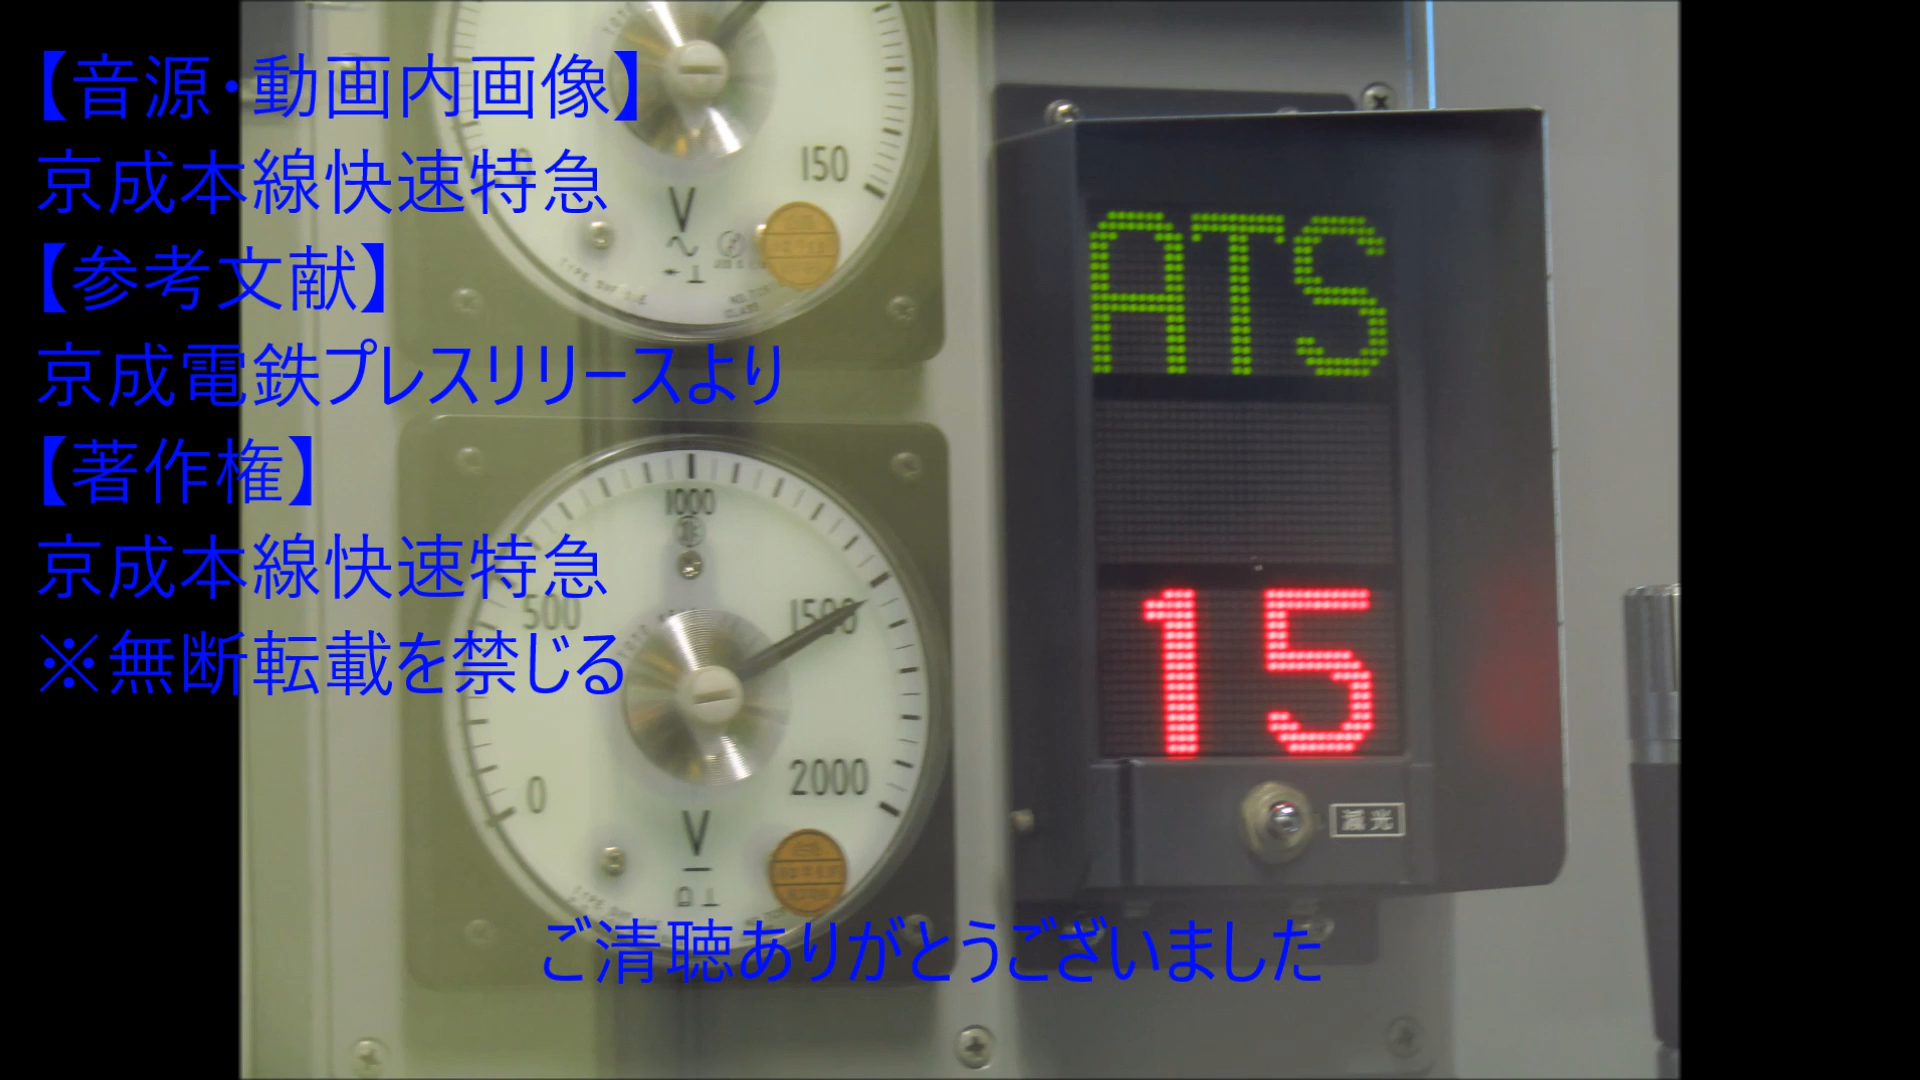 【音源・動画内画像】
京成本線快速特急
【参考文献】
京成電鉄プレスリリースより
【著作権】
京成本線快速特急
※無断転載を禁じる
0
150
V
ATS
1000
500
1500
0
2000
V
15
減光
ご清聴ありがとうございました